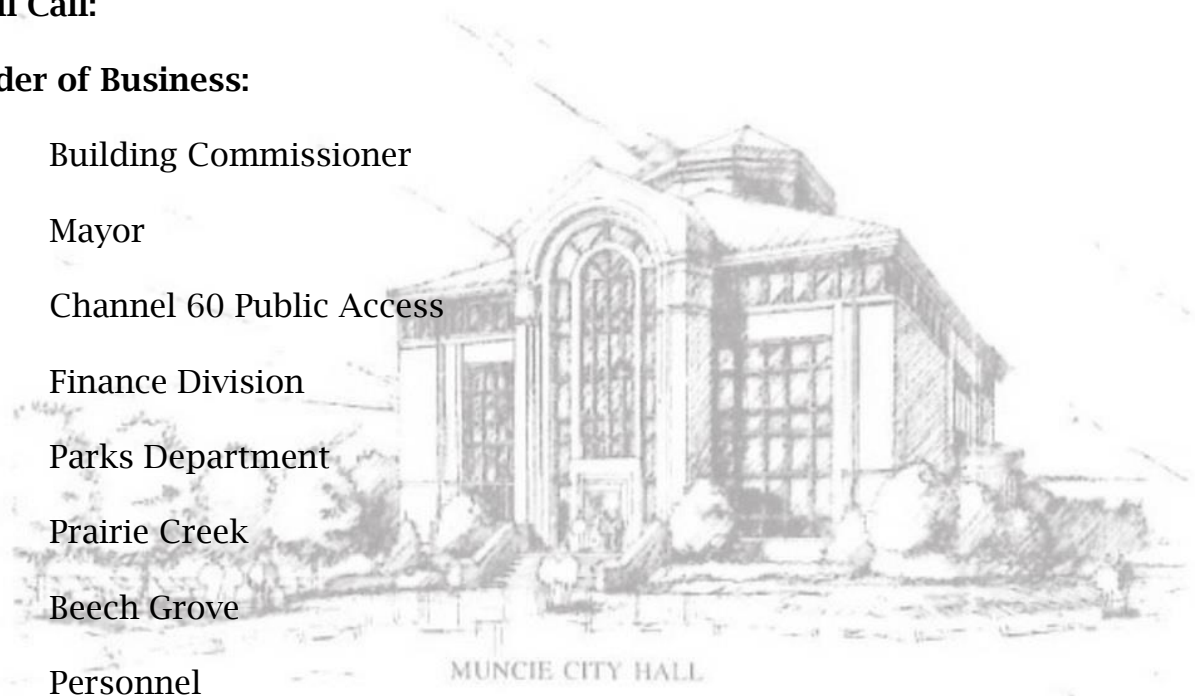 ll Call:
der of Business:
Building Commissioner
Mayor
Channel 60 Public Access
Finance Division
Parks Department
Prairie Creek
Beech Grove
MUNCIE CITY HALL
Personnel